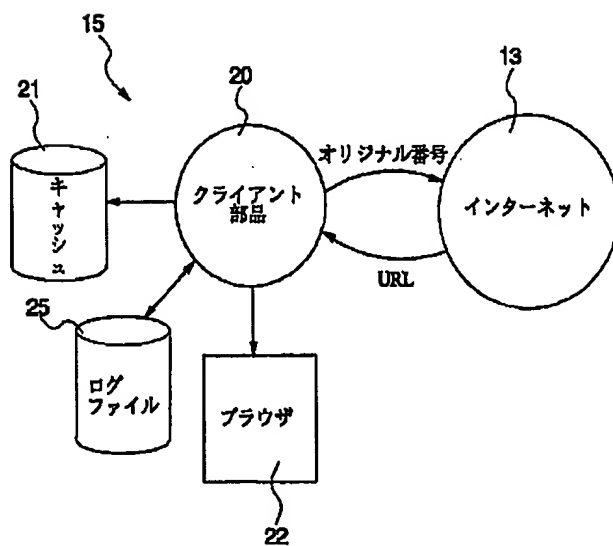 15
21
20
13
キャッシュ
クライアント
部品
オリジナル番号
インターネット
URL
25
ログ
ファイル
ブラウザ
22